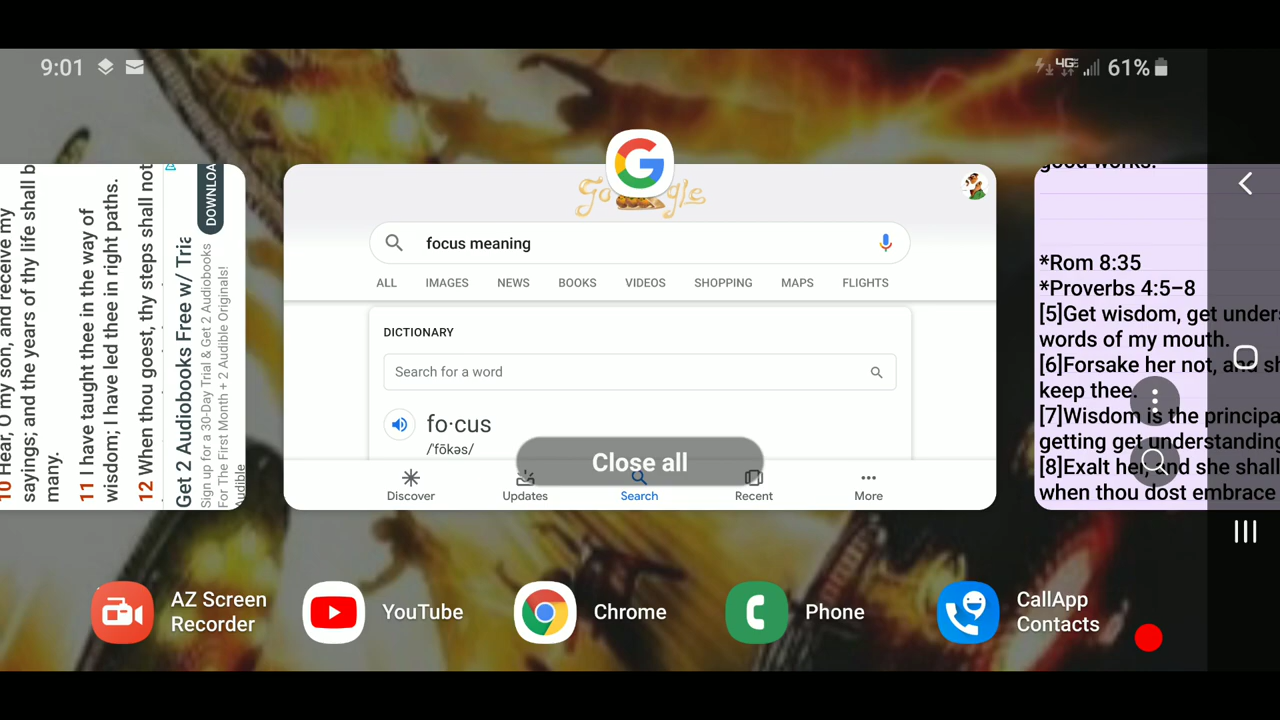 9:01
4GE
61%
10 Hear, O my son, and receive my
sayings; and the years of thy life shall b
many.
11 I have taught thee in the way of
wisdom; I have led thee in right paths.
12 When thou goest, thy steps shall not
Get 2 Audiobooks Free w/ Tria
Sign up for a 30-Day Trial & Get 2 Audiobooks
For The First Month + 2 Audible Originals!
Audible
DOWNLOA
Google
focus meaning
ALL IMAGES NEWS BOOKS VIDEOS SHOPPING MAPS FLIGHTS
DICTIONARY
Search for a word
fo·cus
/ˈfōkəs/
Close all
Discover Updates Search Recent More
good works.
*Rom 8:35
*Proverbs 4:5–8
[5]Get wisdom, get unders
words of my mouth.
[6]Forsake her not, and sh
keep thee.
[7]Wisdom is the principa
getting get understanding
[8]Exalt her, and she shall
when thou dost embrace
AZ Screen
Recorder
YouTube
Chrome
Phone
CallApp
Contacts